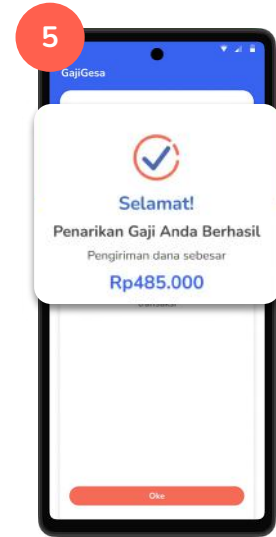 5
GajiGesa
Selamat!
Penarikan Gaji Anda Berhasil
Pengiriman dana sebesar
Rp485.000
Oke